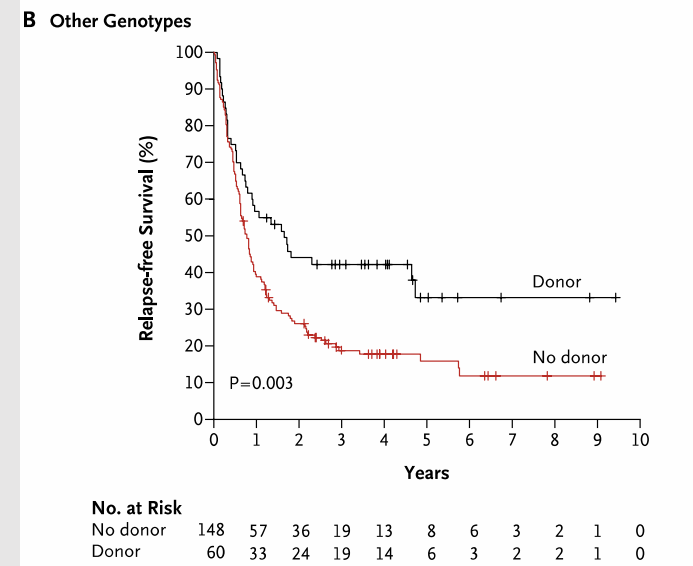 B Other Genotypes
100
90
80
70
60
50
40
30
20
10
0
Relapse-free Survival (%)
Donor
No donor
P=0.003
0 1 2 3 4 5 6 7 8 9 10
Years
No. at Risk
No donor 148 57 36 19 13 8 6 3 2 1 0
Donor 60 33 24 19 14 6 3 2 2 1 0